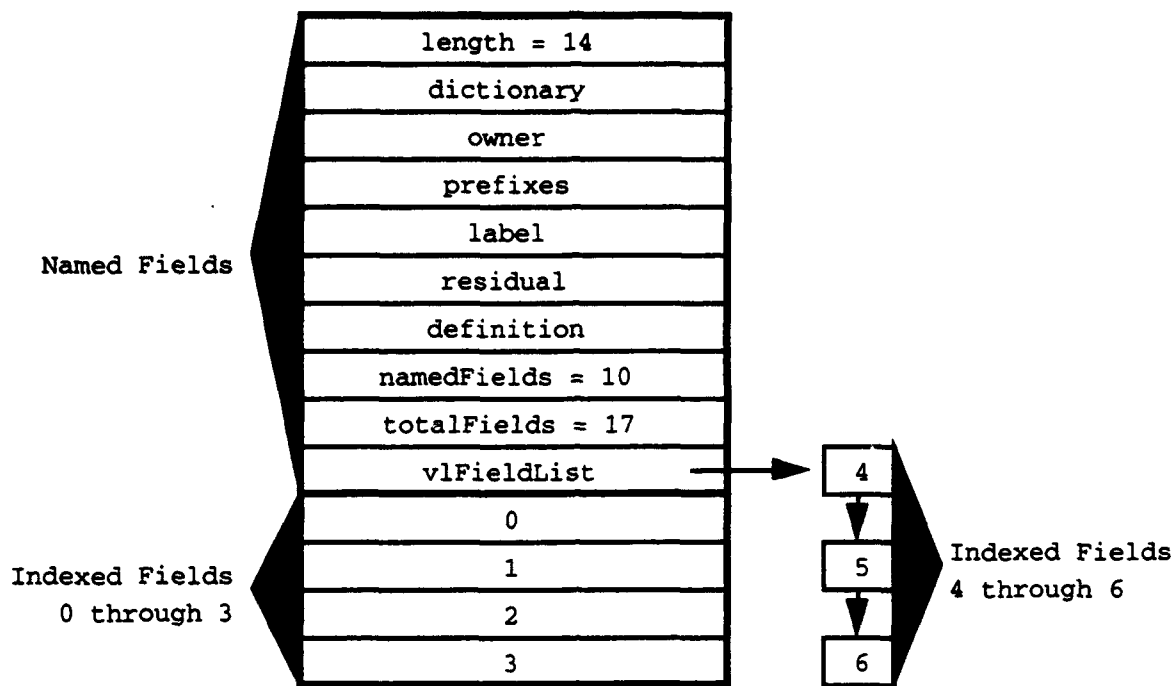 length = 14
dictionary
owner
prefixes
label
residual
definition
namedFields = 10
totalFields = 17
vlFieldList
0
1
2
3
Named Fields
Indexed Fields
0 through 3
4
5
6
Indexed Fields
4 through 6